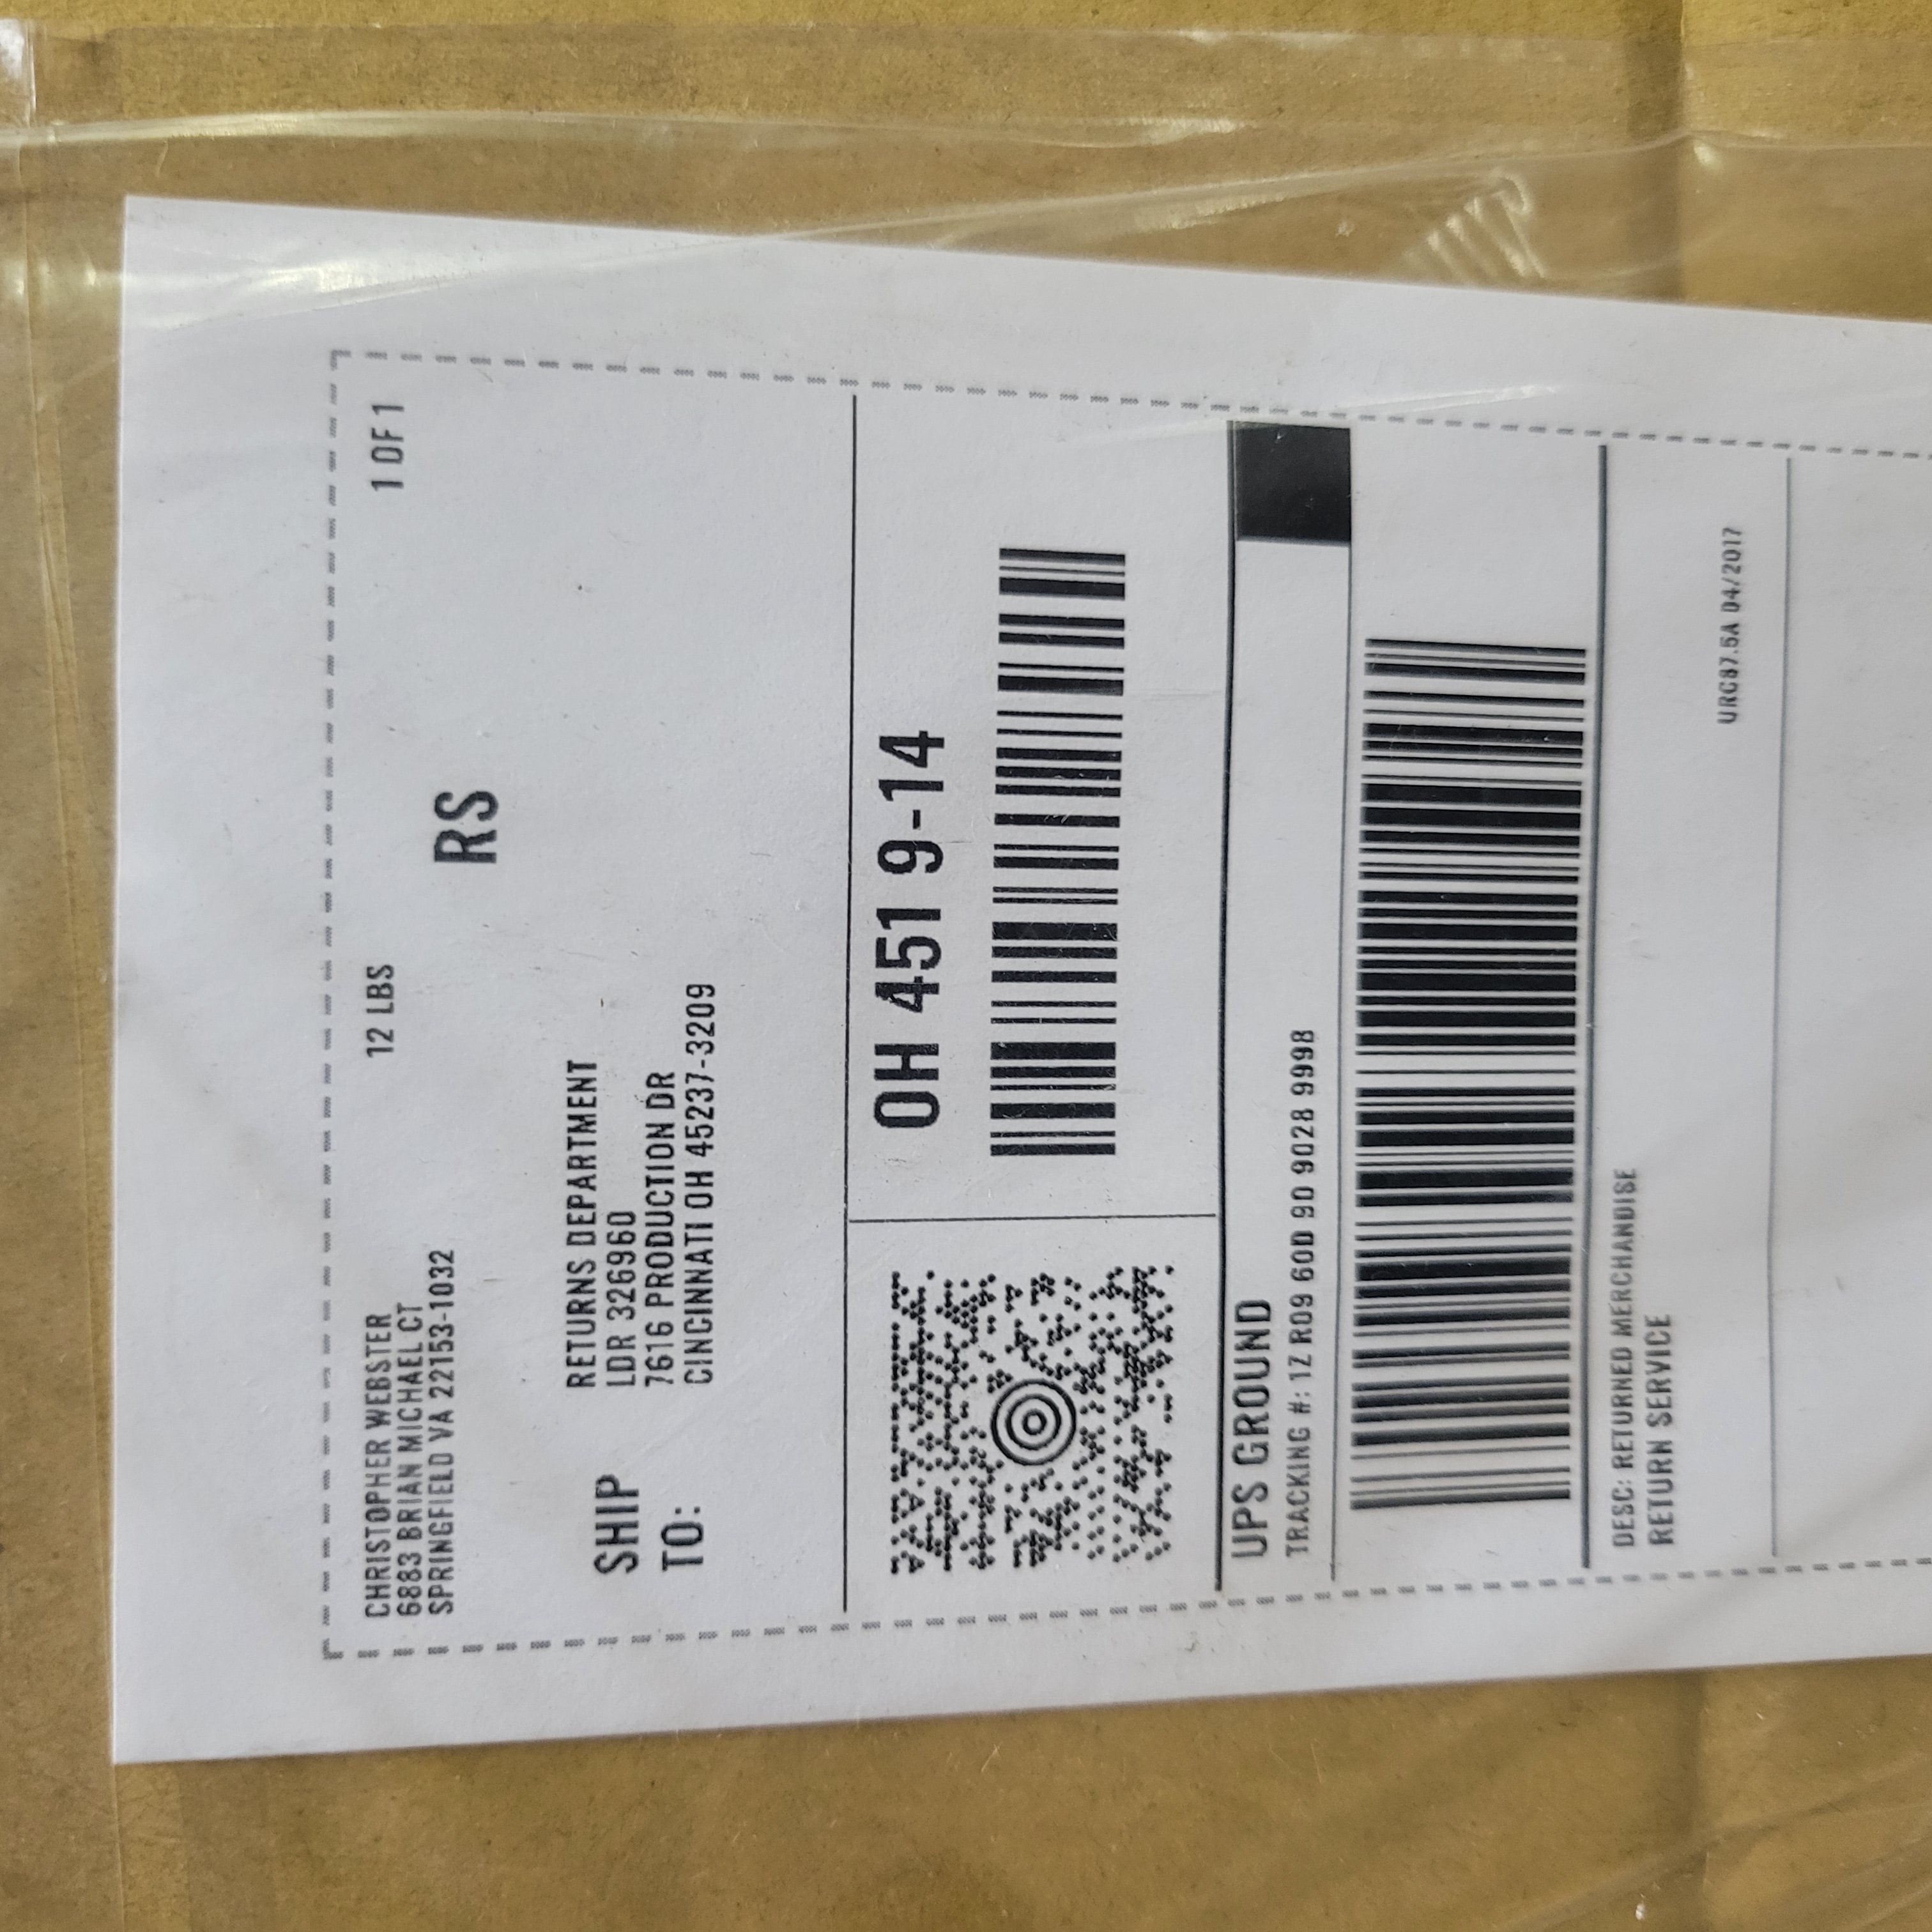 CHRISTOPHER WEBSTER
6883 BRIAN MICHAEL CT
SPRINGFIELD VA 22153-1032
12 LBS
1 OF 1
RS
SHIP
TO:
RETURNS DEPARTMENT
LDR 326960
7616 PRODUCTION DR
CINCINNATI OH 45237-3209
OH 451 9-14
UPS GROUND
TRACKING #: 1Z R09 60D 90 9028 9998
DESC: RETURNED MERCHANDISE
RETURN SERVICE
URC87.5A 04/2017